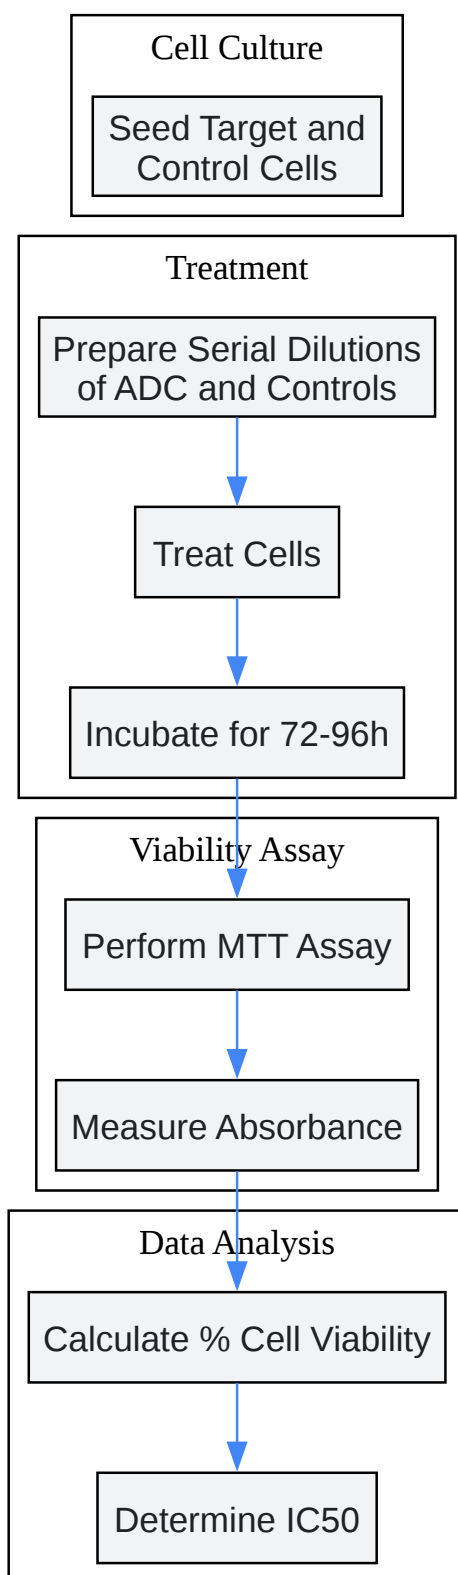 Cell Culture
Seed Target and
Control Cells
Treatment
Prepare Serial Dilutions
of ADC and Controls
Treat Cells
Incubate for 72-96h
Viability Assay
Perform MTT Assay
Measure Absorbance
Data Analysis
Calculate % Cell Viability
Determine IC50